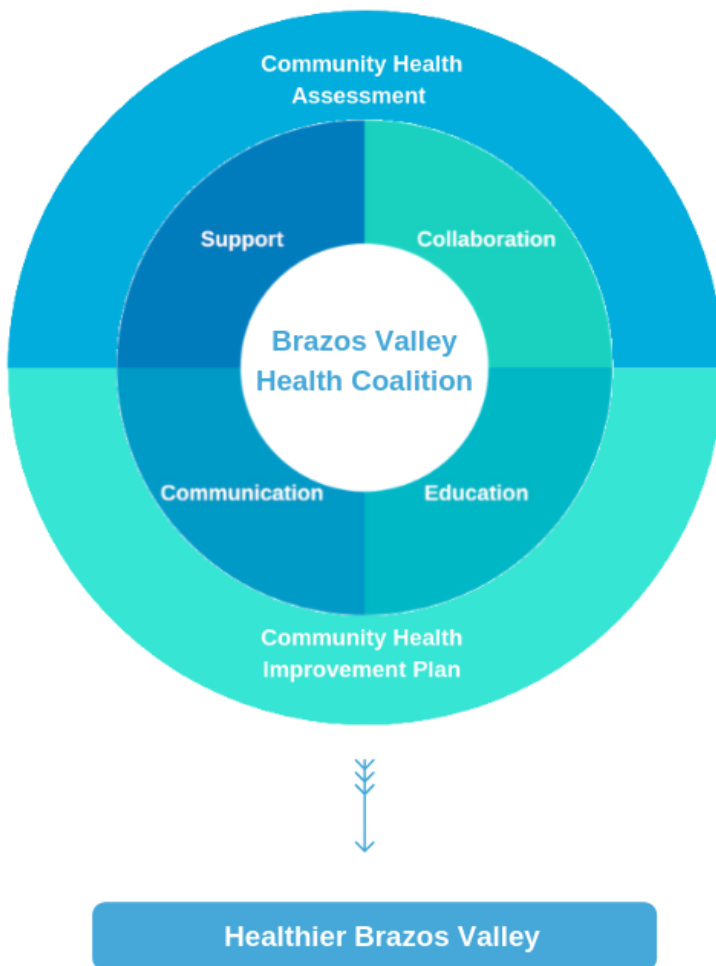 Community Health
Assessment
Support
Collaboration
Brazos Valley
Health Coalition
Communication
Education
Community Health
Improvement Plan
Healthier Brazos Valley